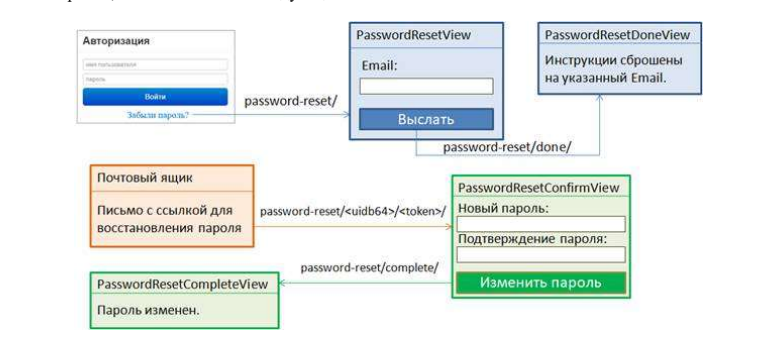 Авторизация
имя пользователя
пароль
Войти
Забыли пароль?
password-reset/
PasswordResetView
Email:
Выслать
password-reset/done/
PasswordResetDoneView
Инструкции сброшены
на указанный Email.
Почтовый ящик
Письмо с ссылкой для
восстановления пароля
password-reset/<uidb64>/<token>/
PasswordResetConfirmView
Новый пароль:
Подтверждение пароля:
Изменить пароль
password-reset/complete/
PasswordResetCompleteView
Пароль изменен.